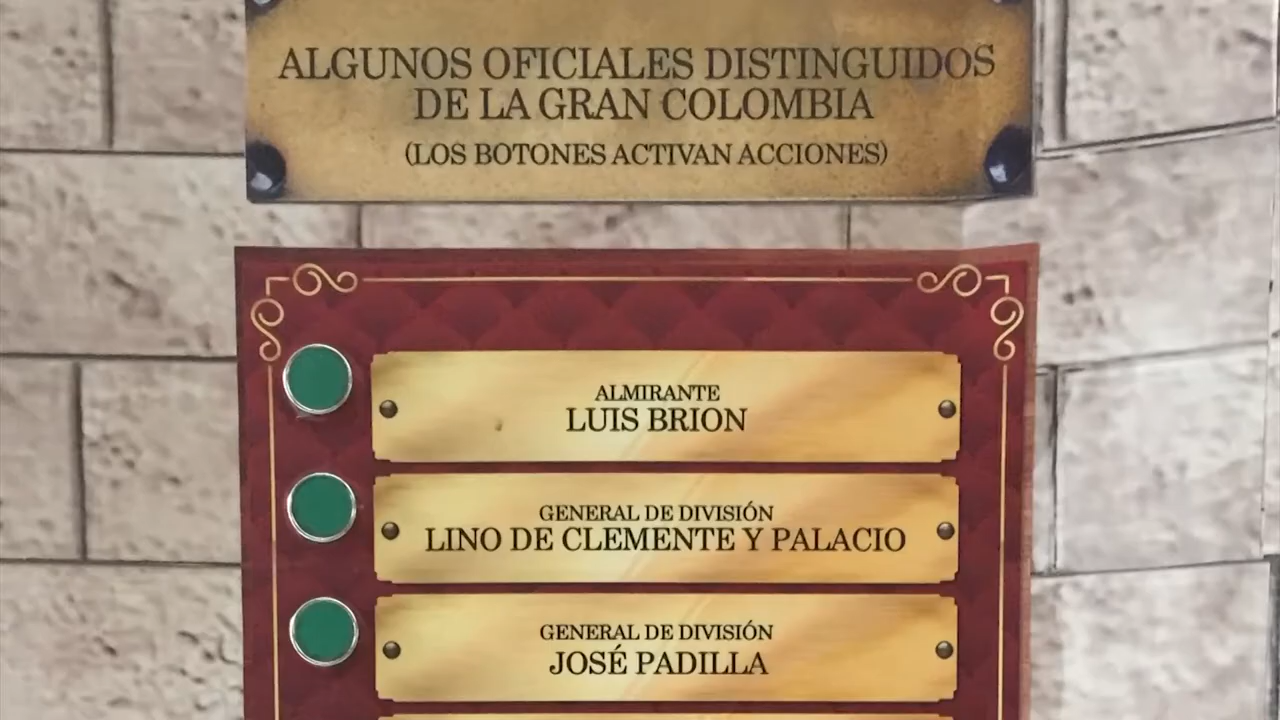 ALGUNOS OFICIALES DISTINGUIDOS
DE LA GRAN COLOMBIA
(LOS BOTONES ACTIVAN ACCIONES)
ALMIRANTE
LUIS BRION
GENERAL DE DIVISIÓN
LINO DE CLEMENTE Y PALACIO
GENERAL DE DIVISIÓN
JOSÉ PADILLA